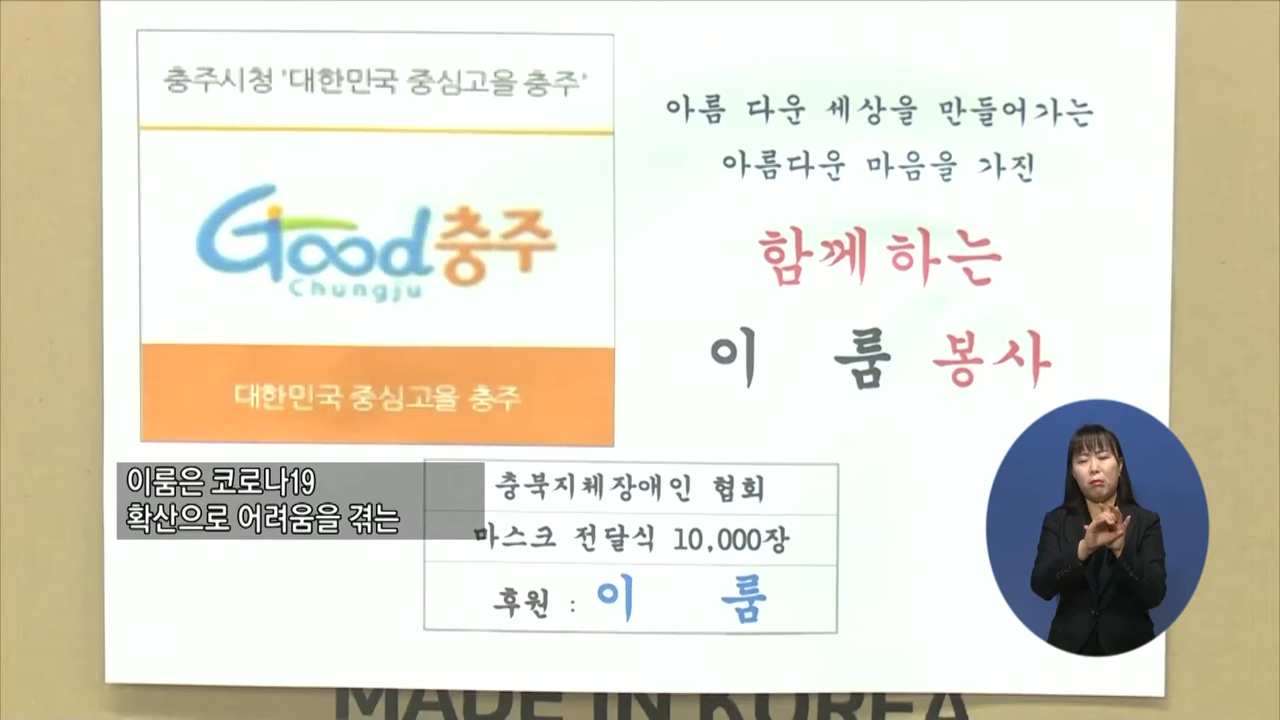 충주시청 '대한민국 중심고을 충주'
Good충주
Chungju
대한민국 중심고을 충주
아름 다운 세상을 만들어가는
아름다운 마음을 가진
함께하는
이 룸 봉사
충북지체장애인 협회
마스크 전달식 10,000장
후원 : 이 룸
이룸은 코로나19
확산으로 어려움을 겪는
MADE IN KOREA